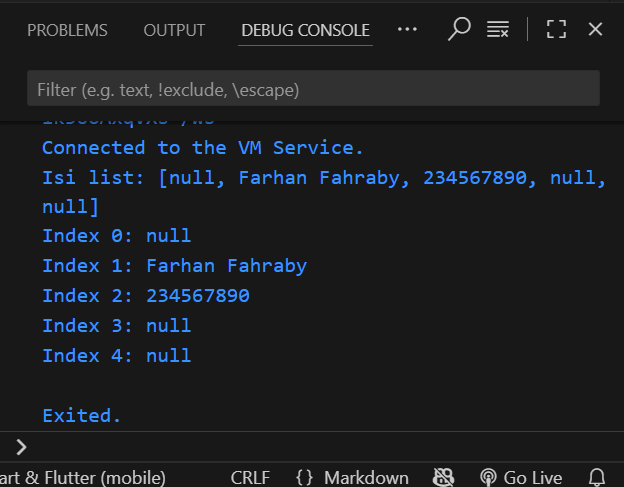 PROBLEMS OUTPUT DEBUG CONSOLE ...
Filter (e.g. text, !exclude, \escape)
Connected to the VM Service.
Isi list: [null, Farhan Fahraby, 234567890, null,
null]
Index 0: null
Index 1: Farhan Fahraby
Index 2: 234567890
Index 3: null
Index 4: null
Exited.
art & Flutter (mobile) CRLF {} Markdown Go Live